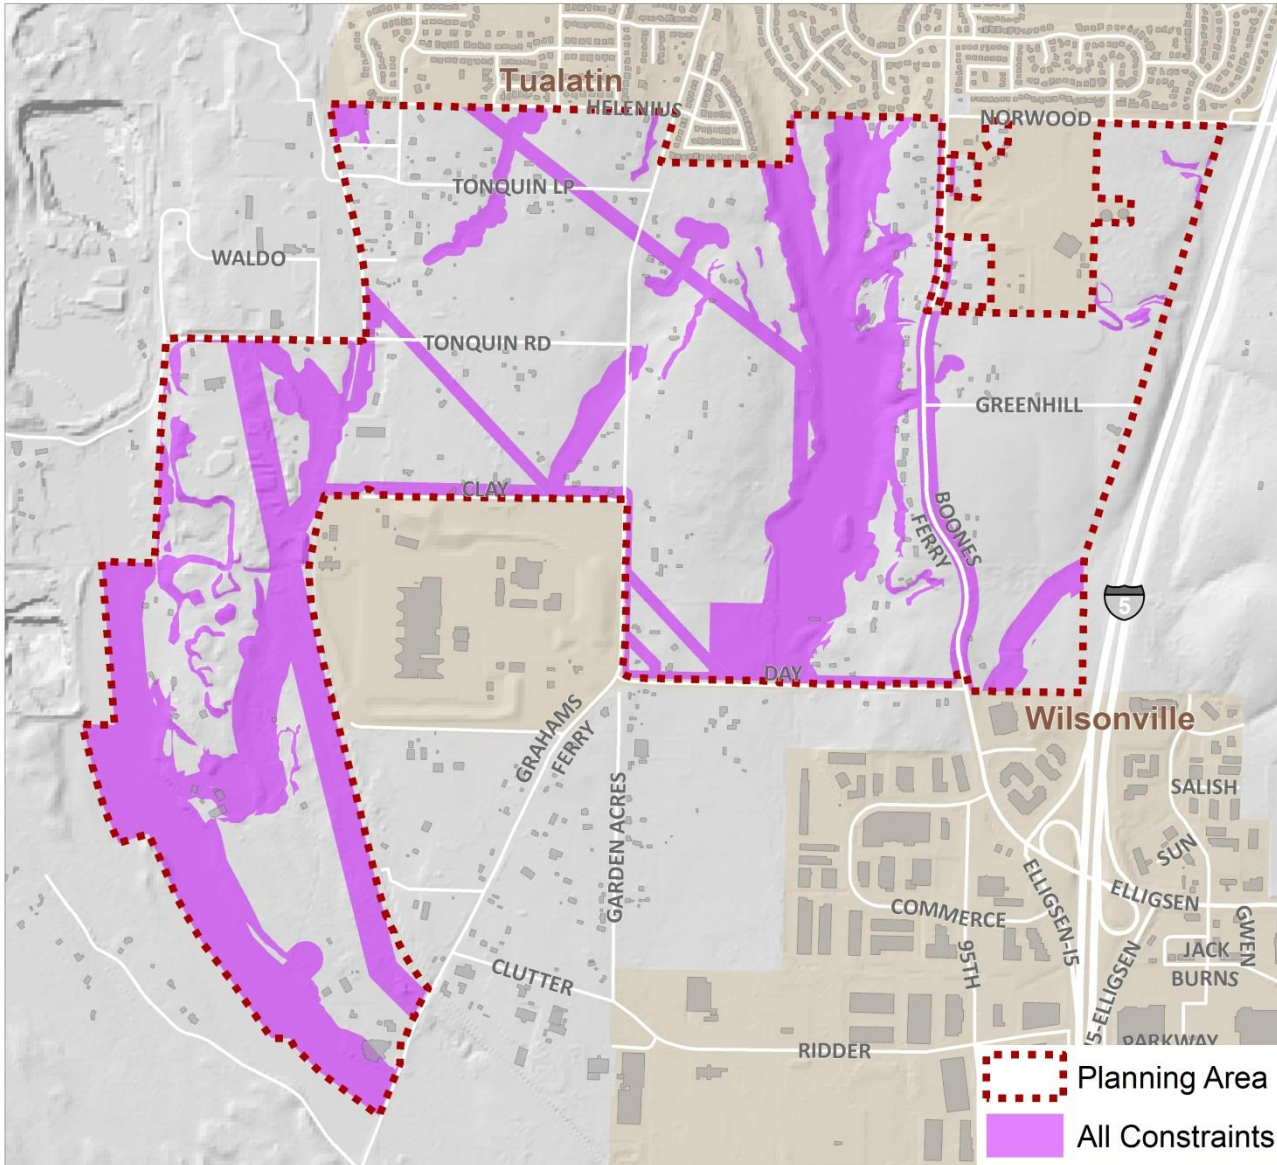 Tualatin
HELENIUS
NORWOOD
TONQUIN LP
WALDO
TONQUIN RD
GREENHILL
CLAY
BOONES
FERRY
5
DAY
Wilsonville
GRAHAMS
FERRY
GARDEN ACRES
SALISH
SUN
ELLIGSEN
ELLIGSEN-I5
COMMERCE
GWEN
95TH
JACK
BURNS
CLUTTER
I5-ELLIGSEN
PARKWAY
RIDDER
Planning Area
All Constraints